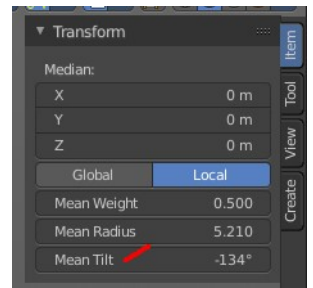 Transform
Median:
X 0 m
Y 0 m
Z 0 m
Global Local
Mean Weight 0.500
Mean Radius 5.210
Mean Tilt -134°
Item
Tool
View
Create